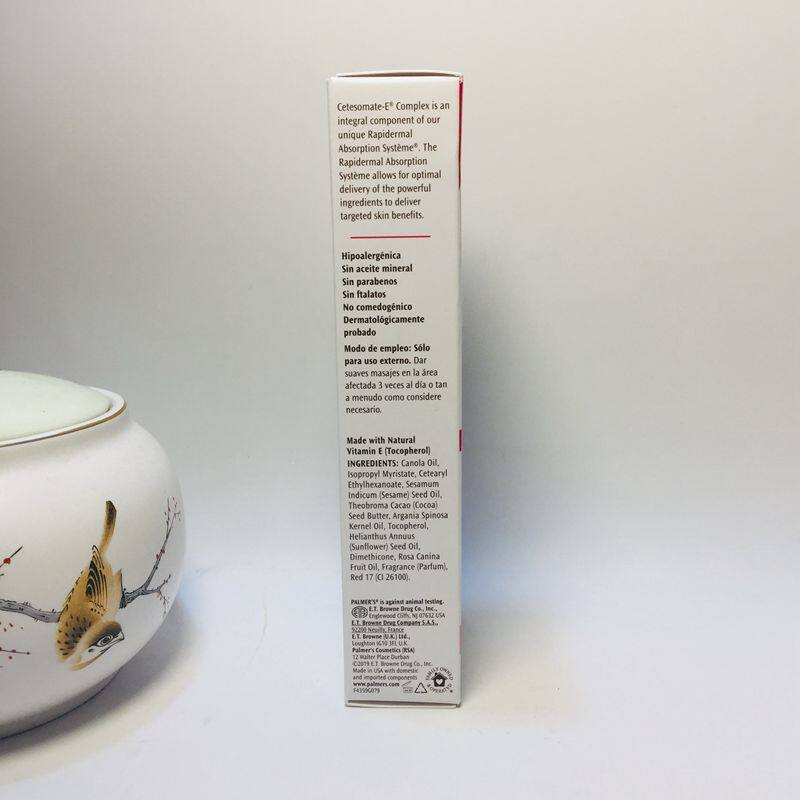 Cetesomate-E® Complex is an
integral component of our
unique Rapidermal
Absorption Système®. The
Rapidermal Absorption
Système allows for optimal
delivery of the powerful
ingredients to deliver
targeted skin benefits.
Hipoalergénica
Sin aceite mineral
Sin parabenos
Sin ftalatos
No comedogénico
Dermatológicamente
probado
Modo de empleo: Sólo
para uso externo. Dar
suaves masajes en la área
afectada 3 veces al día o tan
a menudo como considere
necesario.
Made with Natural
Vitamin E (Tocopherol)
INGREDIENTS: Canola Oil,
Isopropyl Myristate, Cetearyl
Ethylhexanoate, Sesamum
Indicum (Sesame) Seed Oil,
Theobroma Cacao (Cocoa)
Seed Butter, Argania Spinosa
Kernel Oil, Tocopherol,
Helianthus Annuus
(Sunflower) Seed Oil,
Dimethicone, Rosa Canina
Fruit Oil, Fragrance (Parfum),
Red 17 (CI 26100).
PALMER'S® is against animal testing.
E.T. Browne Drug Co., Inc.,
Englewood Cliffs, NJ 07632 USA
E.T. Browne Drug Company S.A.S.,
92200 Neuilly, France
E.T. Browne (U.K.) Ltd.,
Loughton IG10 3FL U.K.
Palmer's Cosmetics (RSA)
12 Walter Place Durban
©2019 E.T. Browne Drug Co., Inc.
Made in USA with domestic
and imported components
www.palmers.com
F4359G079
FAMILY OWNED
& OPERATED